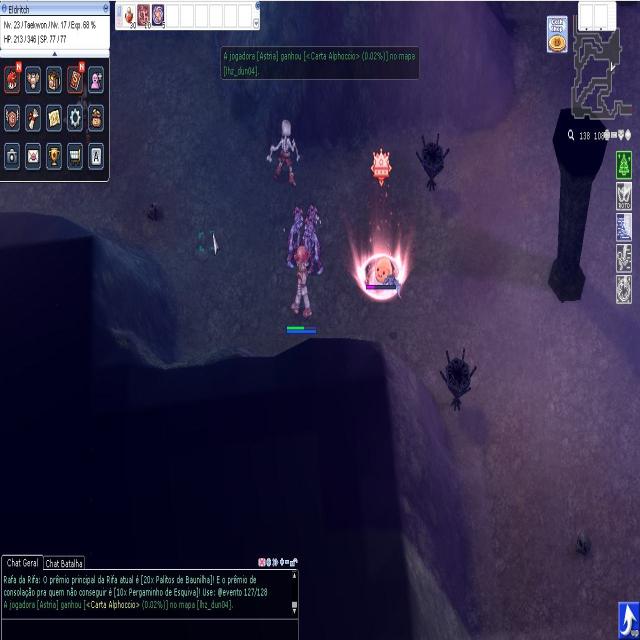 Eldritch
Nv. 23 / Taekwon / Nv. 17 / Exp. 68 %
HP. 213 / 346 | SP. 77 / 77
30
A jogadora [Astria] ganhou [<Carta Alphoccio> (0.02%)] no mapa
[lhz_dun04].
Chat Geral
Chat Batalha
Rafa da Rifa: O prêmio principal da Rifa atual é [20x Palitos de Baunilha]! E o prêmio de
consolação pra quem não conseguir é [10x Pergaminho de Esquiva]! Use: @evento 127/128
A jogadora [Astria] ganhou [<Carta Alphoccio> (0.02%)] no mapa [lhz_dun04].